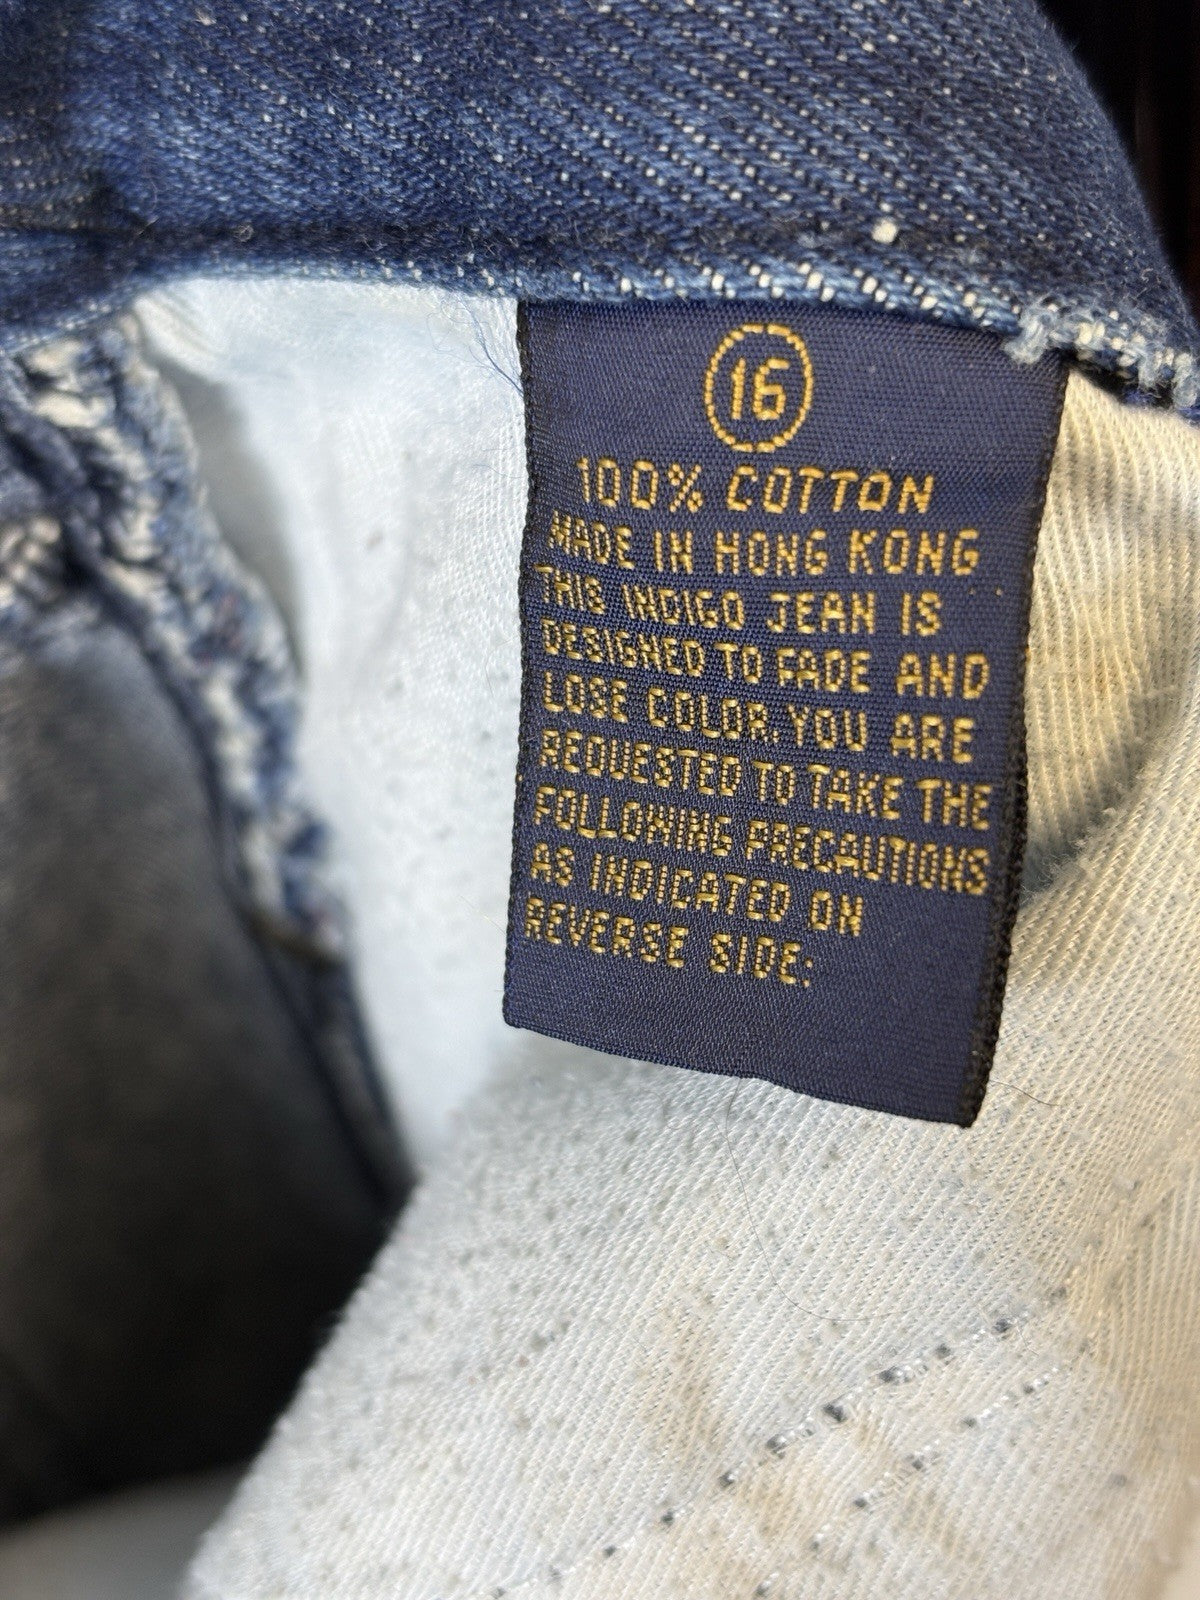 16
100% COTTON
MADE IN HONG KONG
THIS INDIGO JEAN IS
DESIGNED TO FADE AND
LOSE COLOR. YOU ARE
REQUESTED TO TAKE THE
FOLLOWING PRECAUTIONS
AS INDICATED ON
REVERSE SIDE: